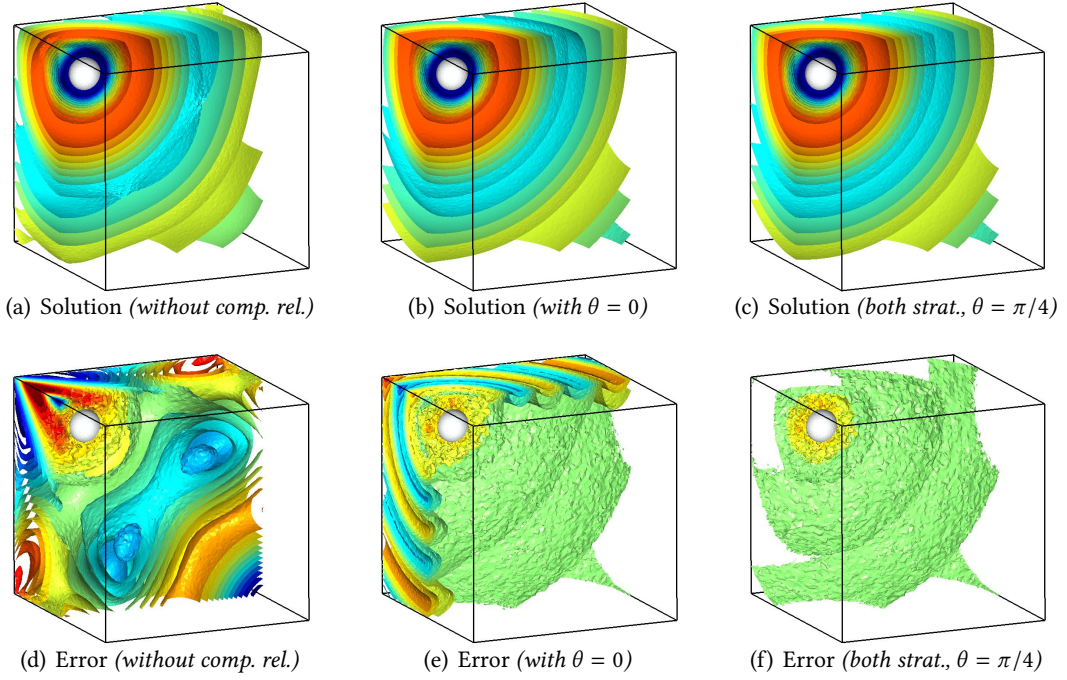 (a) Solution (without comp. rel.)
(b) Solution (with θ = 0)
(c) Solution (both strat., θ = π/4)
(d) Error (without comp. rel.)
(e) Error (with θ = 0)
(f) Error (both strat., θ = π/4)